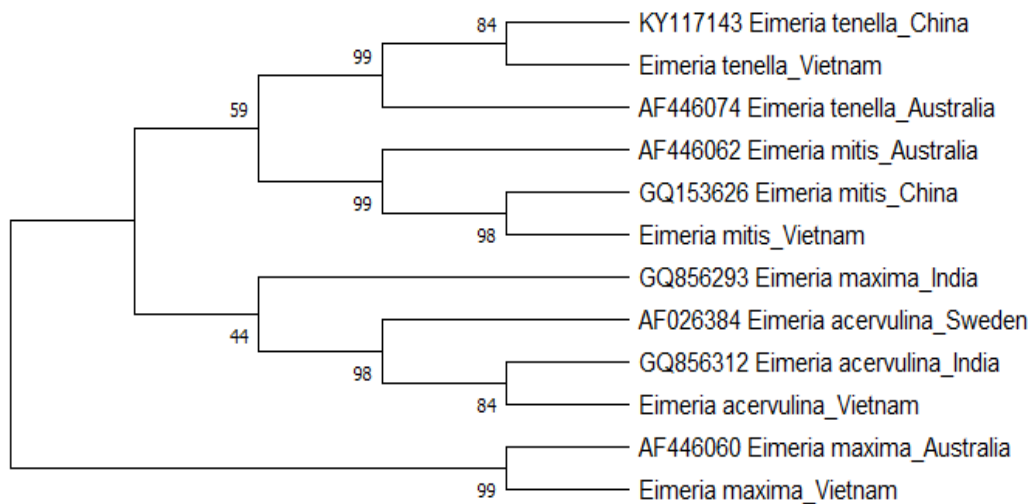 84
KY117143 Eimeria tenella_China
99
Eimeria tenella_Vietnam
59
AF446074 Eimeria tenella_Australia
AF446062 Eimeria mitis_Australia
99
GQ153626 Eimeria mitis_China
98
Eimeria mitis_Vietnam
GQ856293 Eimeria maxima_India
44
AF026384 Eimeria acervulina_Sweden
98
GQ856312 Eimeria acervulina_India
84
Eimeria acervulina_Vietnam
AF446060 Eimeria maxima_Australia
99
Eimeria maxima_Vietnam